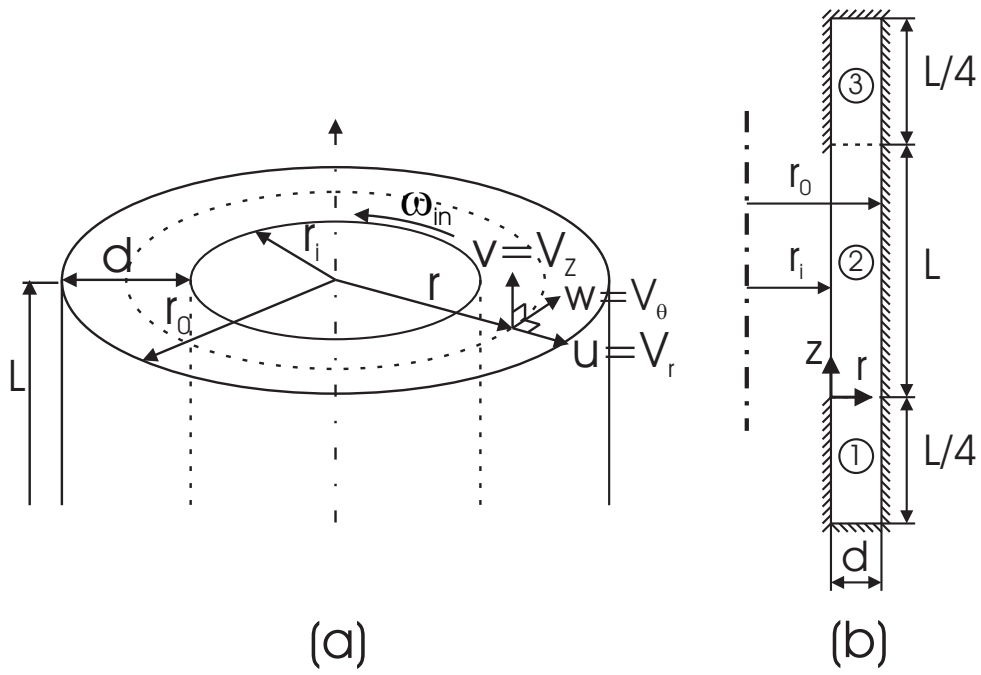 ω_in
d
r_i
r
v=V_z
w=V_θ
r_0
u=V_r
L
(a)
3
L/4
r_0
r_i
2
L
z
r
1
L/4
d
(b)